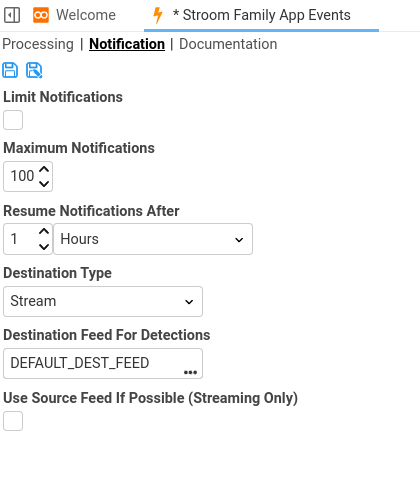 Welcome
* Stroom Family App Events
Processing | Notification | Documentation
Limit Notifications
Maximum Notifications
100
Resume Notifications After
1 Hours
Destination Type
Stream
Destination Feed For Detections
DEFAULT_DEST_FEED ...
Use Source Feed If Possible (Streaming Only)